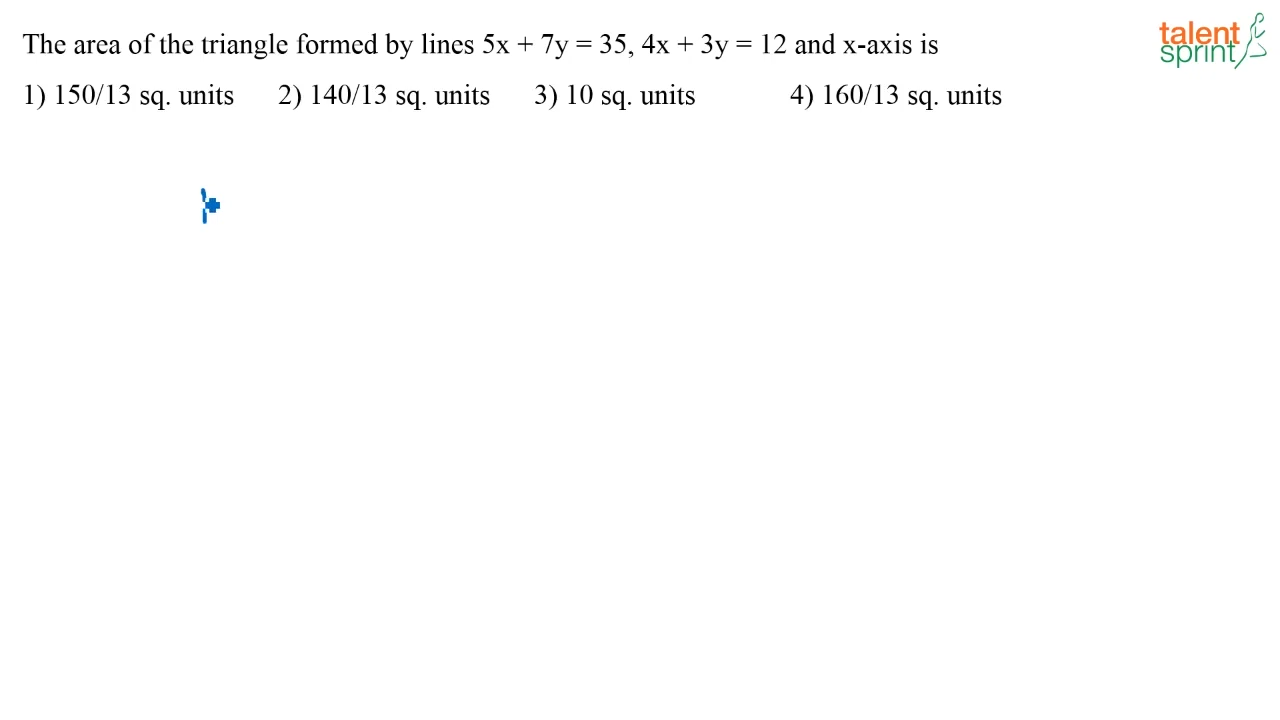 The area of the triangle formed by lines 5x + 7y = 35, 4x + 3y = 12 and x-axis is
1) 150/13 sq. units 2) 140/13 sq. units 3) 10 sq. units 4) 160/13 sq. units
talent
sprint